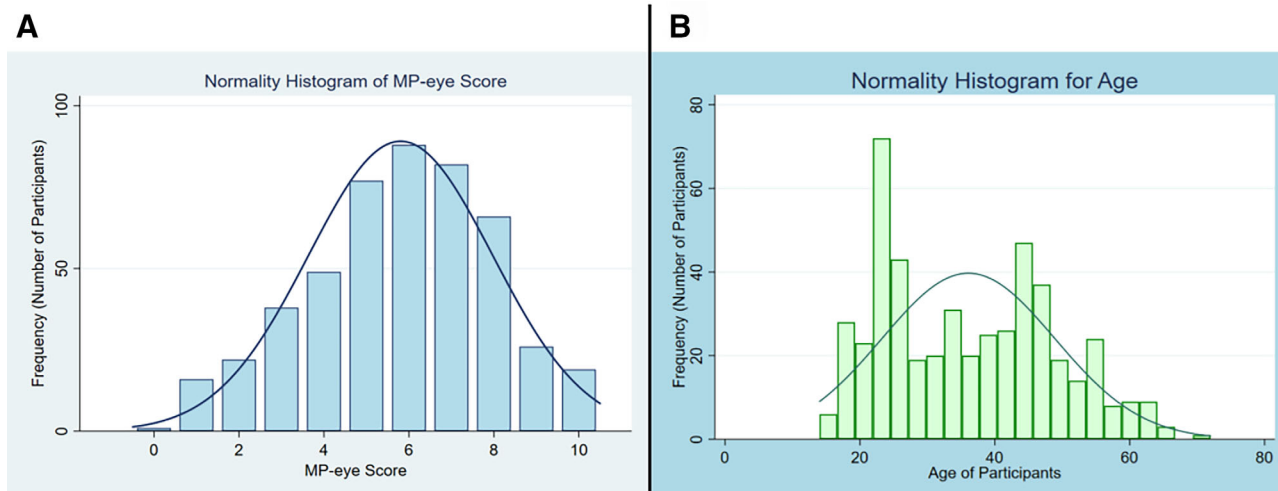 A
Normality Histogram of MP-eye Score
Frequency (Number of Participants)
100
50
0
0 2 4 6 8 10
MP-eye Score
B
Normality Histogram for Age
Frequency (Number of Participants)
80
60
40
20
0
0 20 40 60 80
Age of Participants